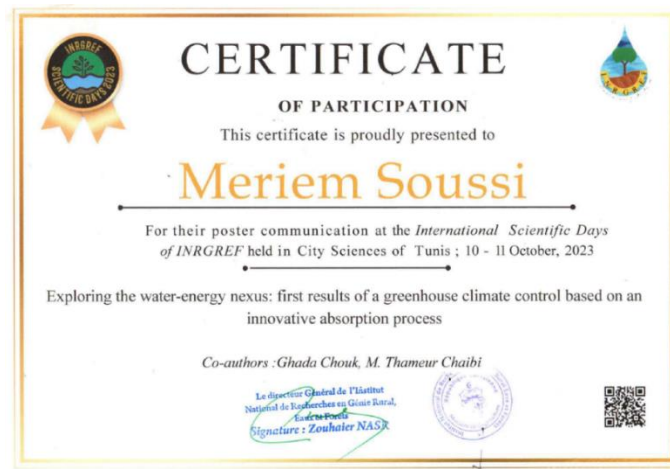 INRGREF
SCIENTIFIC DAYS 2023
CERTIFICATE
INRGREF
OF PARTICIPATION
This certificate is proudly presented to
Meriem Soussi
For their poster communication at the International Scientific Days
of INRGREF held in City Sciences of Tunis ; 10 - 11 October, 2023
Exploring the water-energy nexus: first results of a greenhouse climate control based on an
innovative absorption process
Co-authors :Ghada Chouk, M. Thameur Chaibi
Le directeur Général de l'Institut
National de Recherches en Génie Rural,
Eaux et Forêts
Signature : Zouhaier NASR